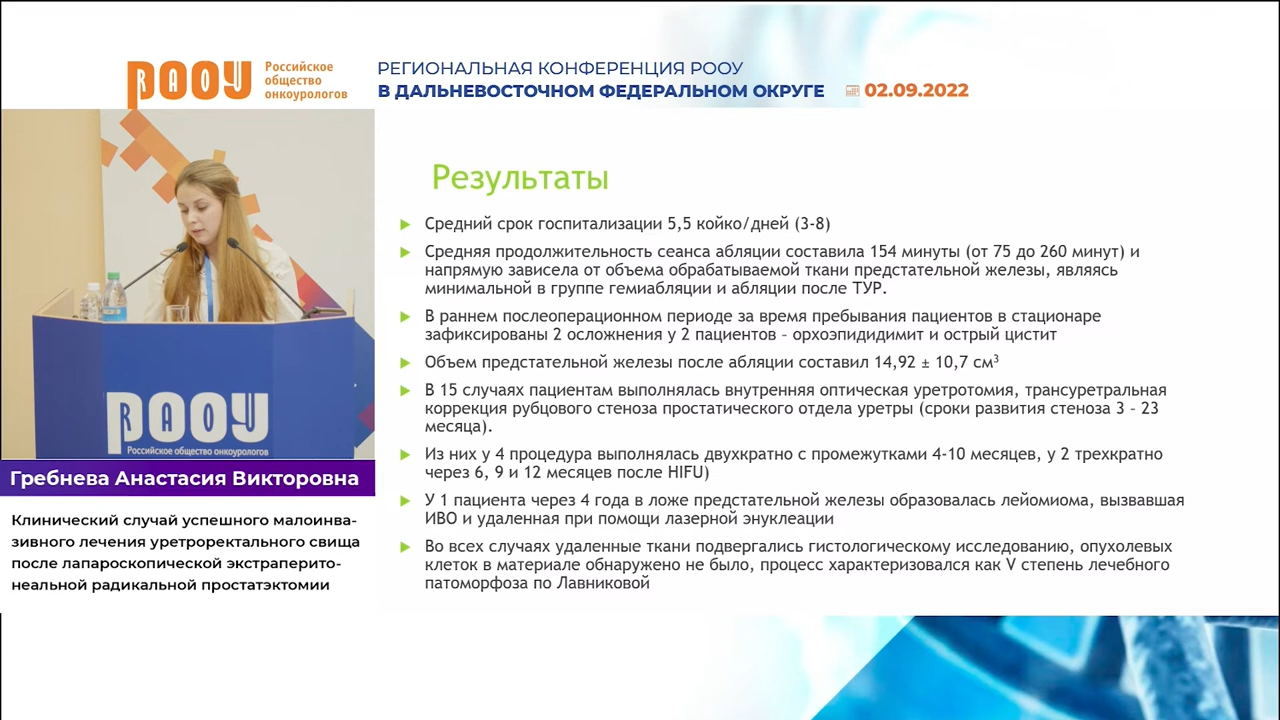 РООУ
RAOU
Российское
общество
онкоурологов
РЕГИОНАЛЬНАЯ КОНФЕРЕНЦИЯ РООУ
В ДАЛЬНЕВОСТОЧНОМ ФЕДЕРАЛЬНОМ ОКРУГЕ
02.09.2022
РООУ
RAOU
Российское общество онкоурологов
Гребнева Анастасия Викторовна
Клинический случай успешного малоинва-
зивного лечения уретроректального свища
после лапароскопической экстраперито-
неальной радикальной простатэктомии
Результаты
Средний срок госпитализации 5,5 койко/дней (3-8)
Средняя продолжительность сеанса абляции составила 154 минуты (от 75 до 260 минут) и
напрямую зависела от объема обрабатываемой ткани предстательной железы, являясь
минимальной в группе гемиабляции и абляции после ТУР.
В раннем послеоперационном периоде за время пребывания пациентов в стационаре
зафиксированы 2 осложнения у 2 пациентов – орхоэпидидимит и острый цистит
Объем предстательной железы после абляции составил 14,92 ± 10,7 см³
В 15 случаях пациентам выполнялась внутренняя оптическая уретротомия, трансуретральная
коррекция рубцового стеноза простатического отдела уретры (сроки развития стеноза 3 – 23
месяца).
Из них у 4 процедура выполнялась двухкратно с промежутками 4-10 месяцев, у 2 трехкратно
через 6, 9 и 12 месяцев после HIFU)
У 1 пациента через 4 года в ложе предстательной железы образовалась лейомиома, вызвавшая
ИВО и удаленная при помощи лазерной энуклеации
Во всех случаях удаленные ткани подвергались гистологическому исследованию, опухолевых
клеток в материале обнаружено не было, процесс характеризовался как V степень лечебного
патоморфоза по Лавниковой